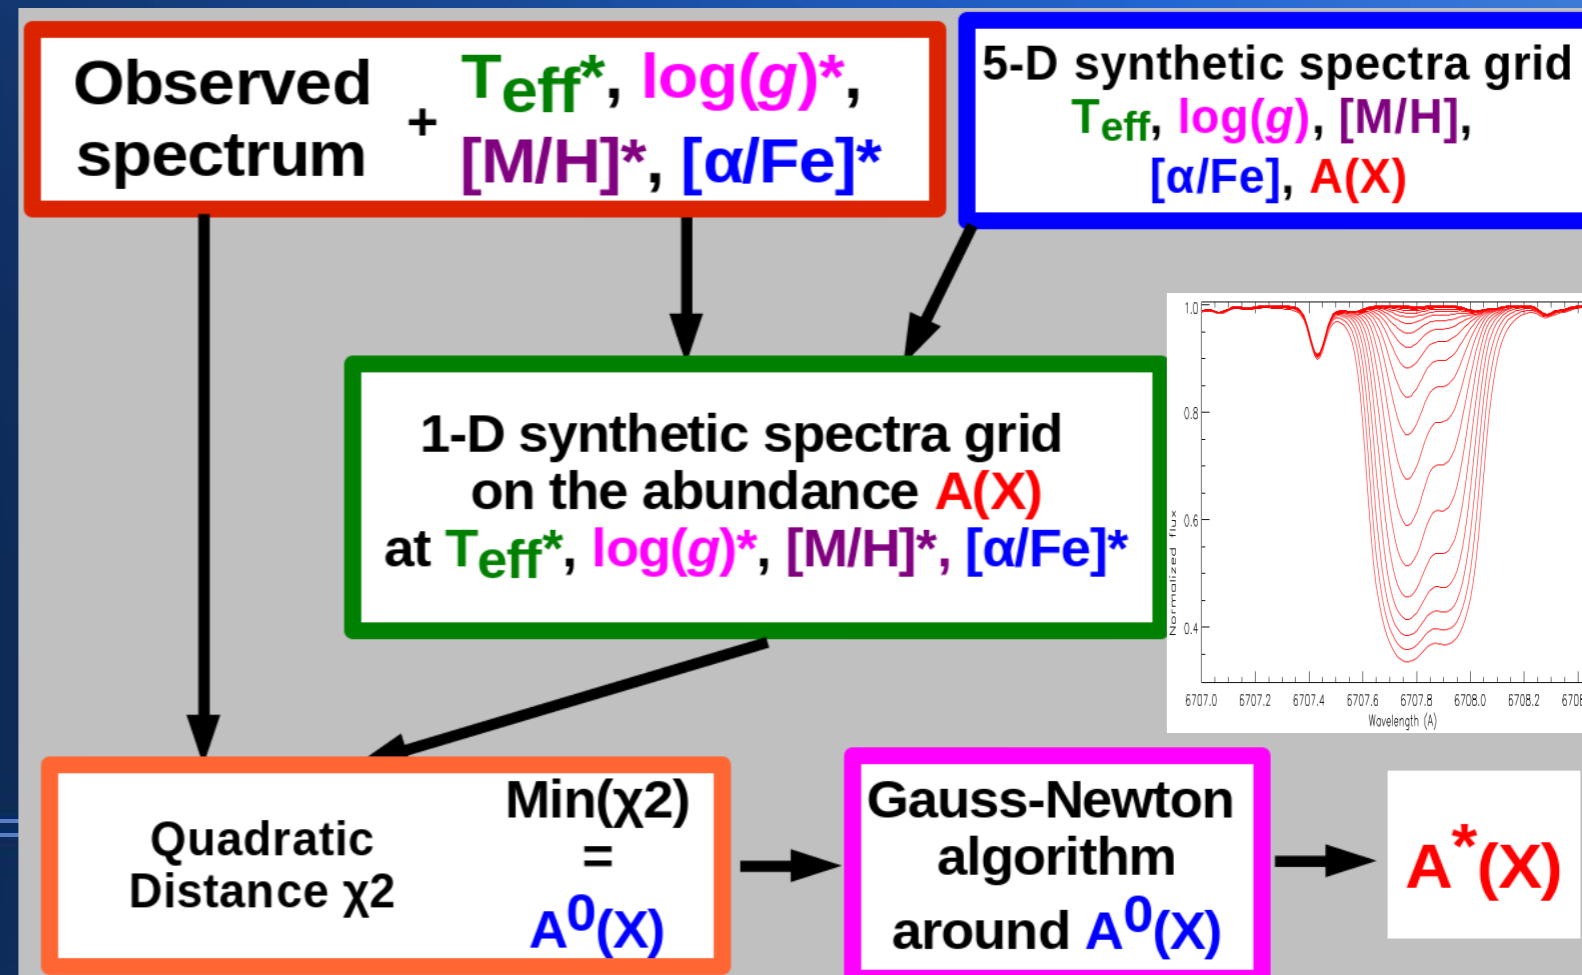 Observed spectrum + Teff*, log(g)*, [M/H]*, [α/Fe]*
5-D synthetic spectra grid
Teff, log(g), [M/H],
[α/Fe], A(X)
1-D synthetic spectra grid
on the abundance A(X)
at Teff*, log(g)*, [M/H]*, [α/Fe]*
1.0
0.8
0.6
0.4
Normalized flux
6707.0 6707.2 6707.4 6707.6 6707.8 6708.0 6708.2
Wavelength (A)
Quadratic
Distance χ2
Min(χ2)
=
A⁰(X)
Gauss-Newton
algorithm
around A⁰(X)
A*(X)